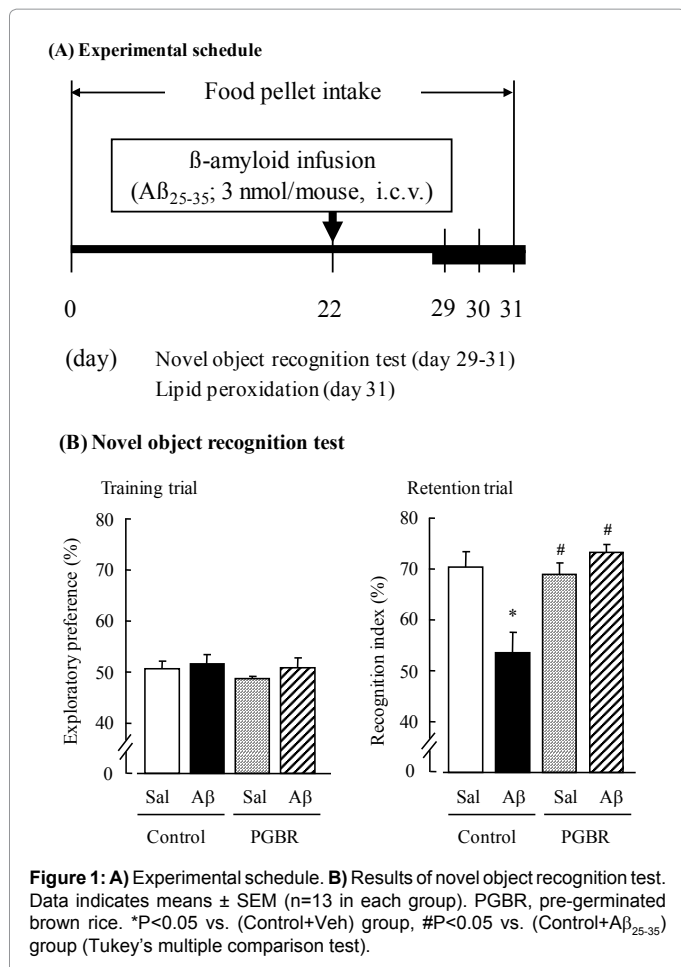 (A) Experimental schedule
Food pellet intake
ß-amyloid infusion
(Aß25-35; 3 nmol/mouse, i.c.v.)
0 22 29 30 31
(day) Novel object recognition test (day 29-31)
Lipid peroxidation (day 31)
(B) Novel object recognition test
Training trial
Exploratory preference (%)
80
70
60
50
40
0
Sal Aβ Sal Aβ
Control PGBR
Retention trial
Recognition index (%)
80
70
60
50
40
0
*
#
#
Sal Aβ Sal Aβ
Control PGBR
Figure 1: A) Experimental schedule. B) Results of novel object recognition test.
Data indicates means ± SEM (n=13 in each group). PGBR, pre-germinated
brown rice. *P<0.05 vs. (Control+Veh) group, #P<0.05 vs. (Control+Aβ25-35)
group (Tukey's multiple comparison test).